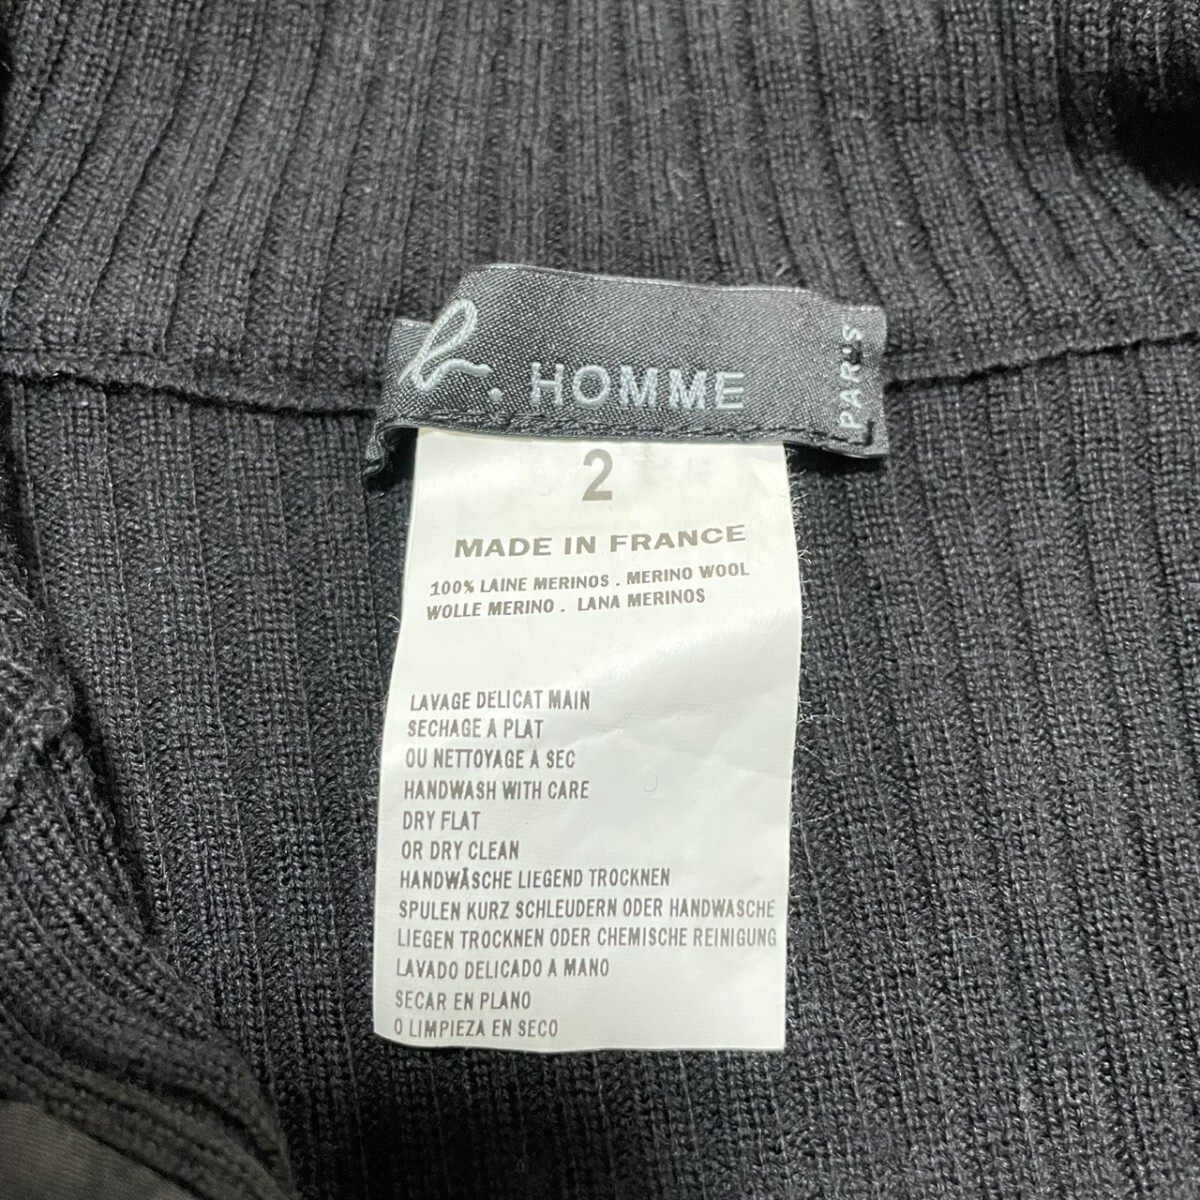 b. HOMME
PARIS
2
MADE IN FRANCE
100% LAINE MERINOS . MERINO WOOL
WOLLE MERINO . LANA MERINOS
LAVAGE DELICAT MAIN
SECHAGE A PLAT
OU NETTOYAGE A SEC
HANDWASH WITH CARE
DRY FLAT
OR DRY CLEAN
HANDWÄSCHE LIEGEND TROCKNEN
SPULEN KURZ SCHLEUDERN ODER HANDWASCHE
LIEGEN TROCKNEN ODER CHEMISCHE REINIGUNG
LAVADO DELICADO A MANO
SECAR EN PLANO
O LIMPIEZA EN SECO